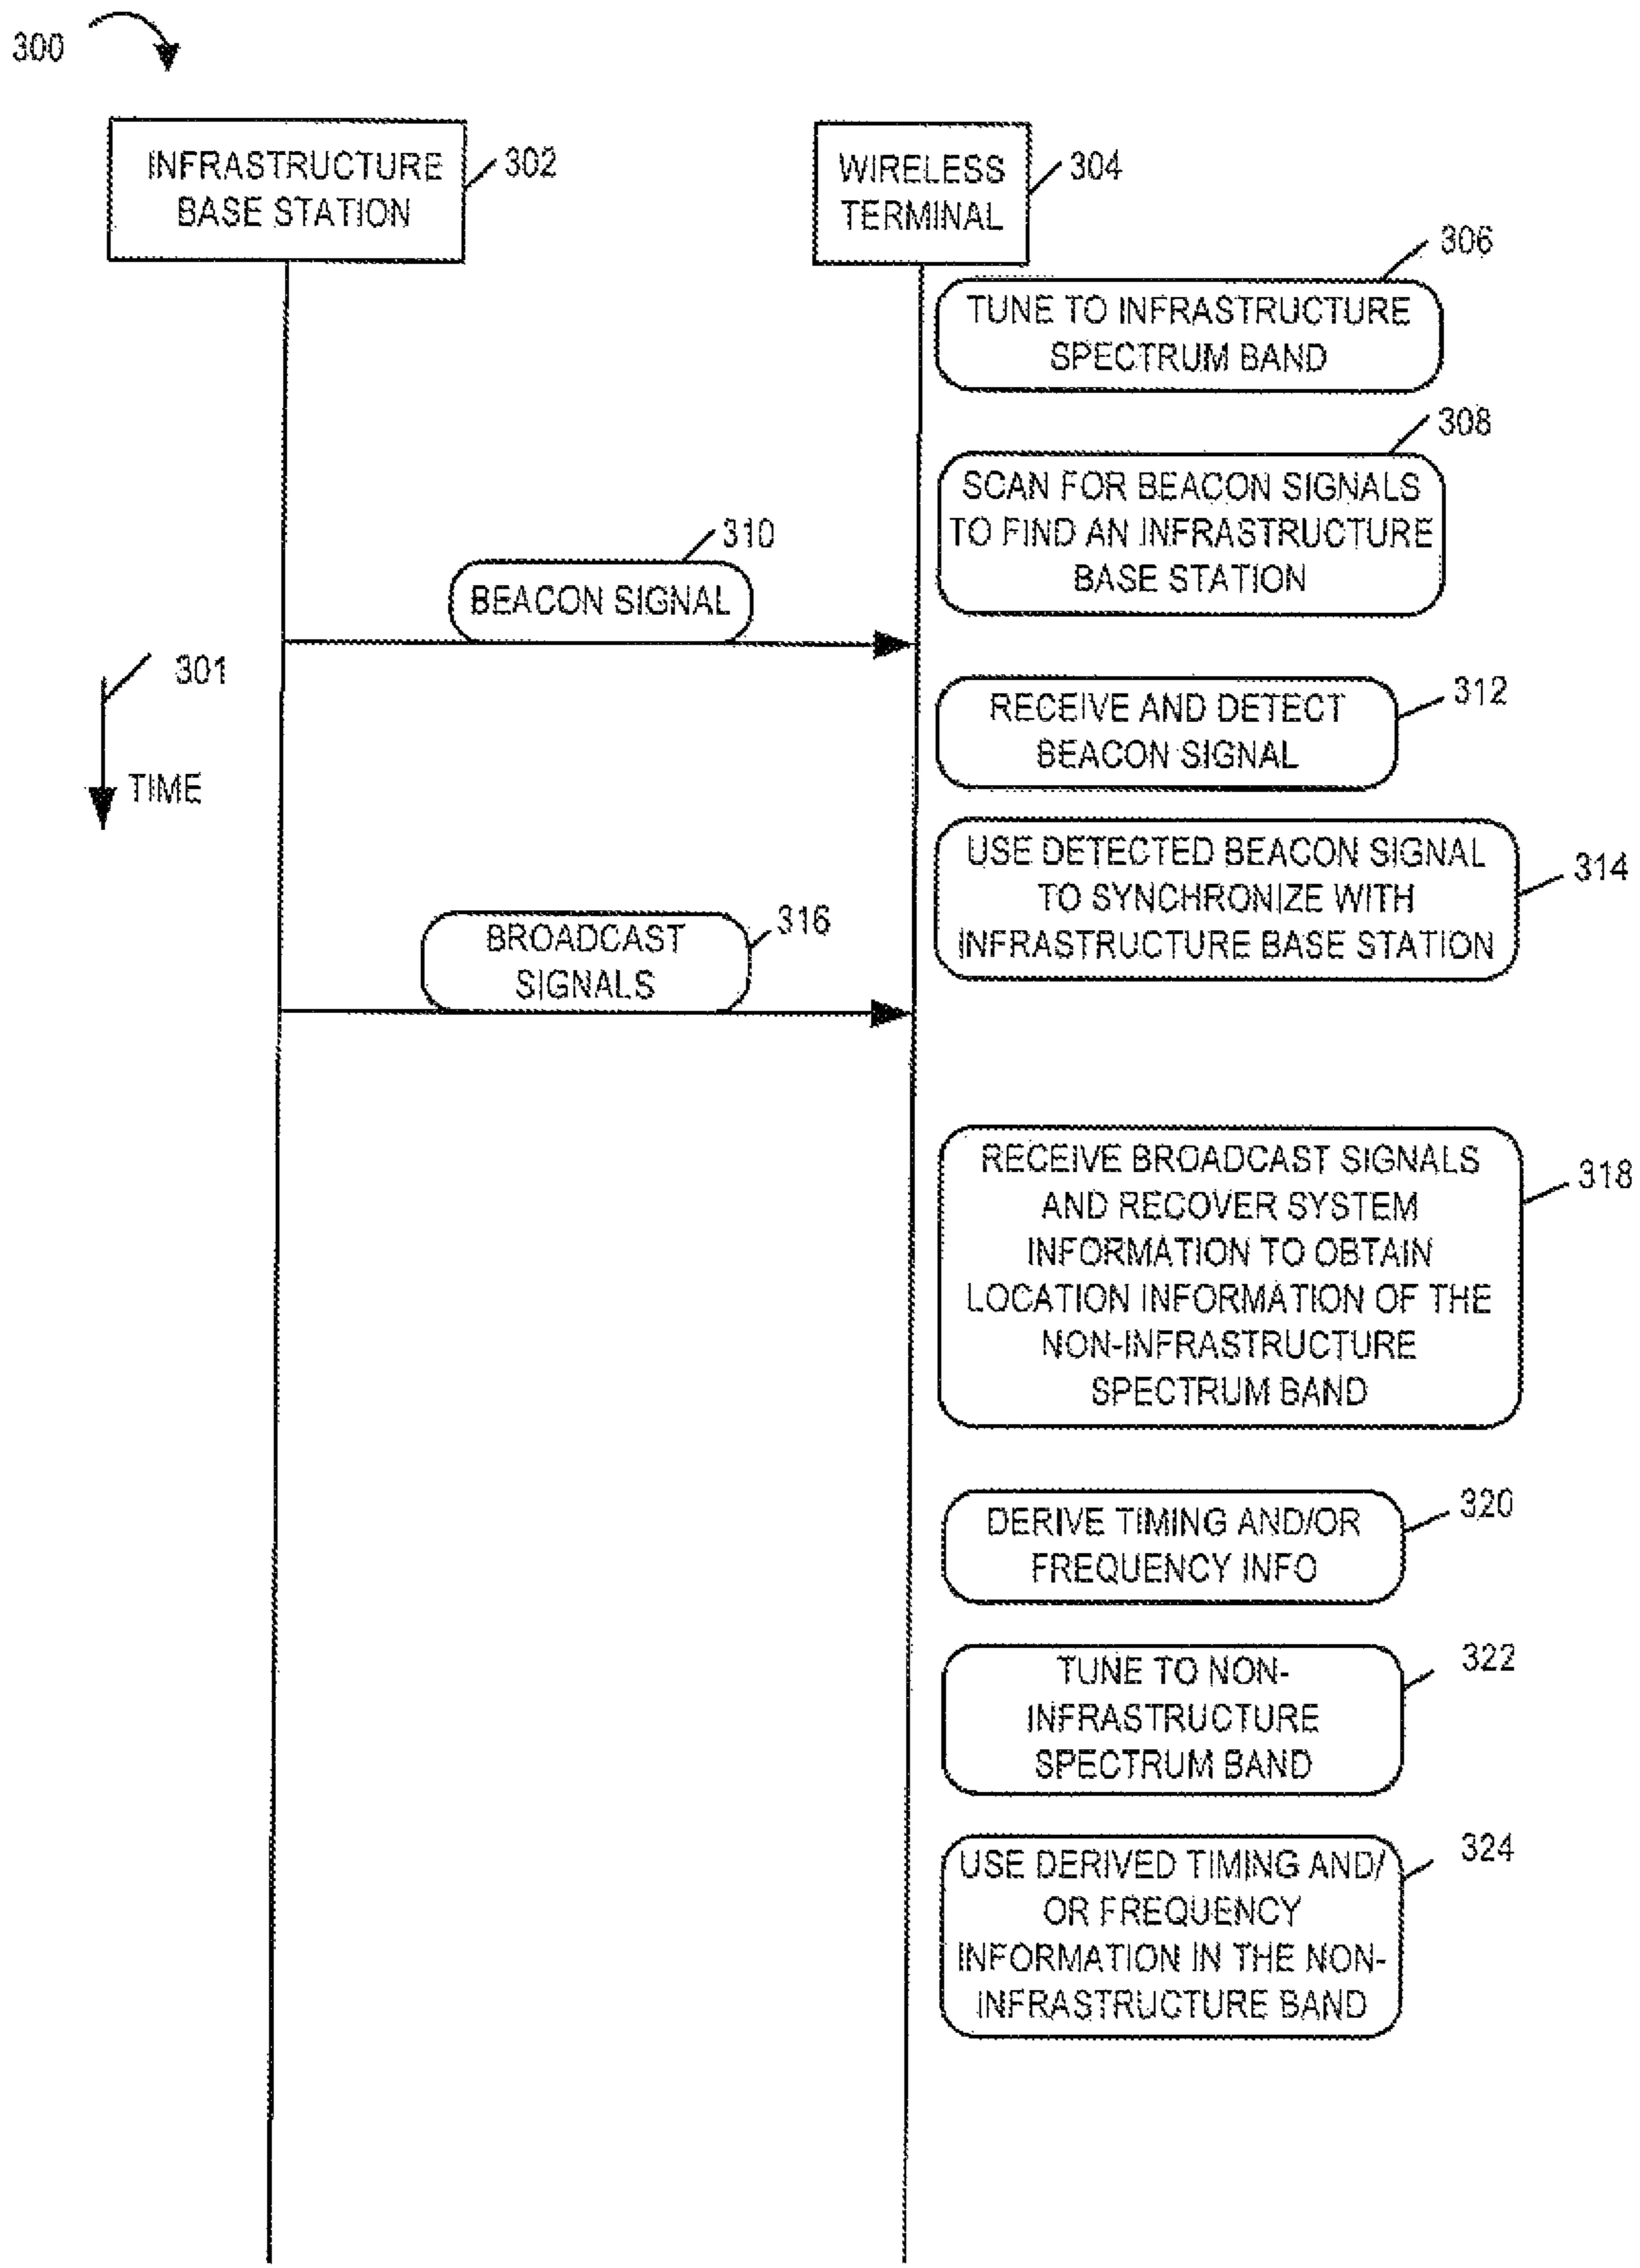 300
INFRASTRUCTURE
BASE STATION
302
WIRELESS
TERMINAL
304
306
TUNE TO INFRASTRUCTURE
SPECTRUM BAND
308
SCAN FOR BEACON SIGNALS
TO FIND AN INFRASTRUCTURE
BASE STATION
310
BEACON SIGNAL
301
TIME
312
RECEIVE AND DETECT
BEACON SIGNAL
314
USE DETECTED BEACON SIGNAL
TO SYNCHRONIZE WITH
INFRASTRUCTURE BASE STATION
316
BROADCAST
SIGNALS
318
RECEIVE BROADCAST SIGNALS
AND RECOVER SYSTEM
INFORMATION TO OBTAIN
LOCATION INFORMATION OF THE
NON-INFRASTRUCTURE
SPECTRUM BAND
320
DERIVE TIMING AND/OR
FREQUENCY INFO
322
TUNE TO NON-
INFRASTRUCTURE
SPECTRUM BAND
324
USE DERIVED TIMING AND/
OR FREQUENCY
INFORMATION IN THE NON-
INFRASTRUCTURE BAND